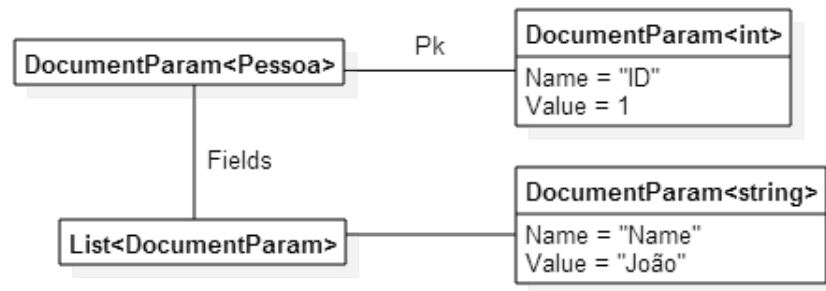 DocumentParam<Pessoa>
Pk
DocumentParam<int>
Name = "ID"
Value = 1
Fields
List<DocumentParam>
DocumentParam<string>
Name = "Name"
Value = "João"